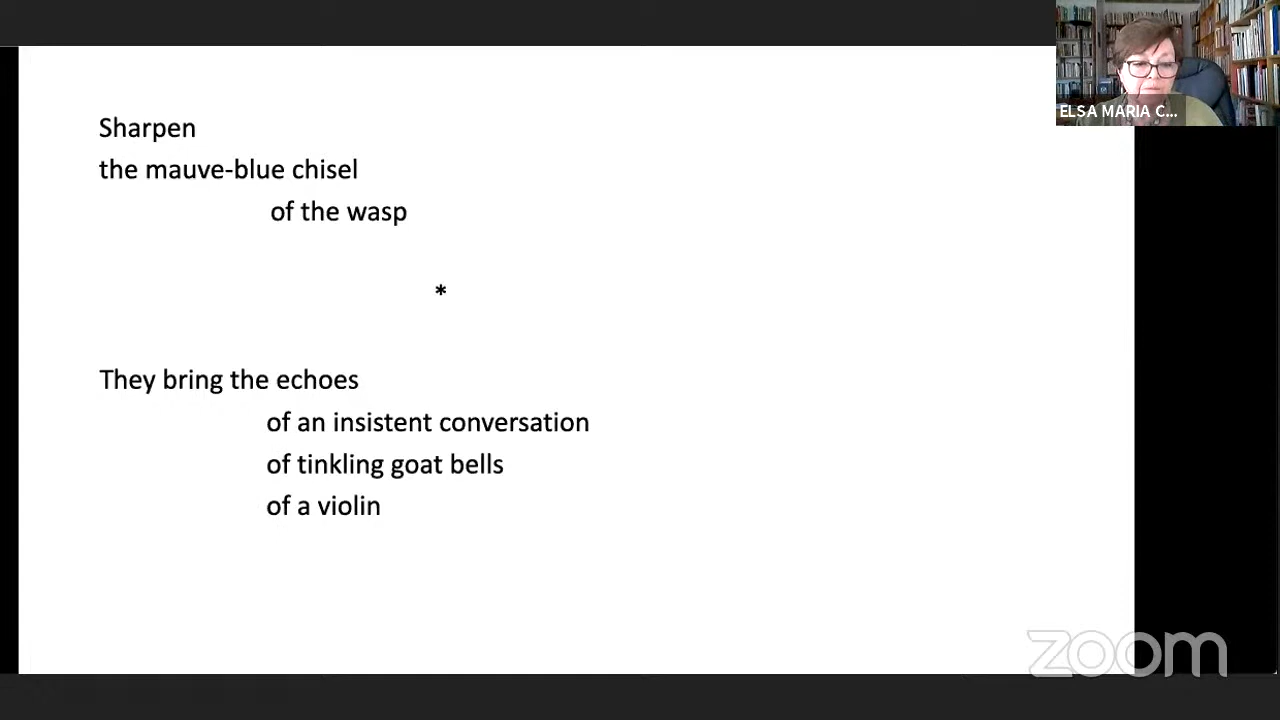 ELSA MARIA C...
Sharpen
the mauve-blue chisel
of the wasp
*
They bring the echoes
of an insistent conversation
of tinkling goat bells
of a violin
zoom